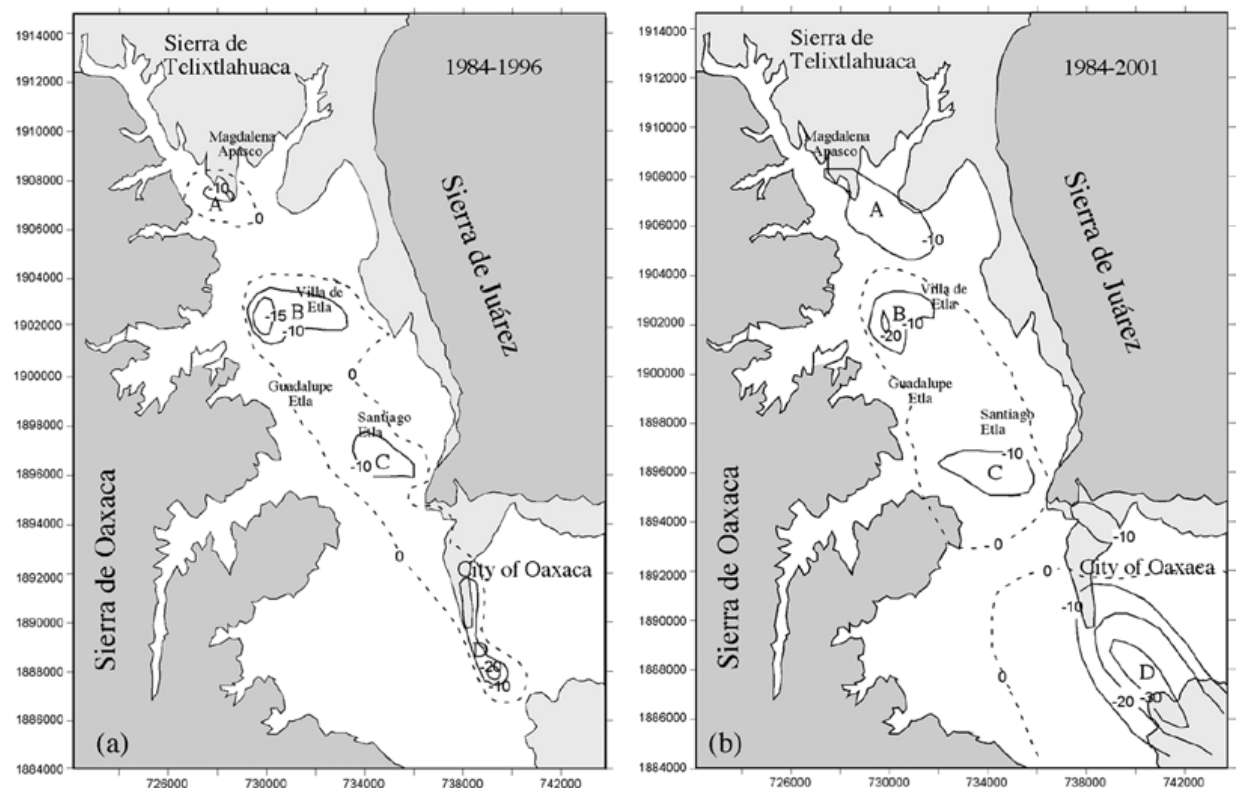 1914000
1912000
1910000
1908000
1906000
1904000
1902000
1900000
1898000
1896000
1894000
1892000
1890000
1888000
1886000
1884000
Sierra de
Telixtlahuaca
1984-1996
Magdalena
Apasco
-10
A
0
Sierra de Juárez
Villa de
Etla
B
-15
-10
0
Guadalupe
Etla
Santiago
Etla
-10
C
0
Sierra de Oaxaca
City of Oaxaca
D
-20
-10
(a)
726000
730000
734000
738000
742000
1914000
1912000
1910000
1908000
1906000
1904000
1902000
1900000
1898000
1896000
1894000
1892000
1890000
1888000
1886000
1884000
Sierra de
Telixtlahuaca
1984-2001
Magdalena
Apasco
A
-10
Sierra de Juárez
Villa de
Etla
B
-10
-20
Guadalupe
Etla
Santiago
Etla
-10
C
0
-10
Sierra de Oaxaca
0
City of Oaxaea
-10
0
D
-20
-30
(b)
726000
730000
734000
738000
742000